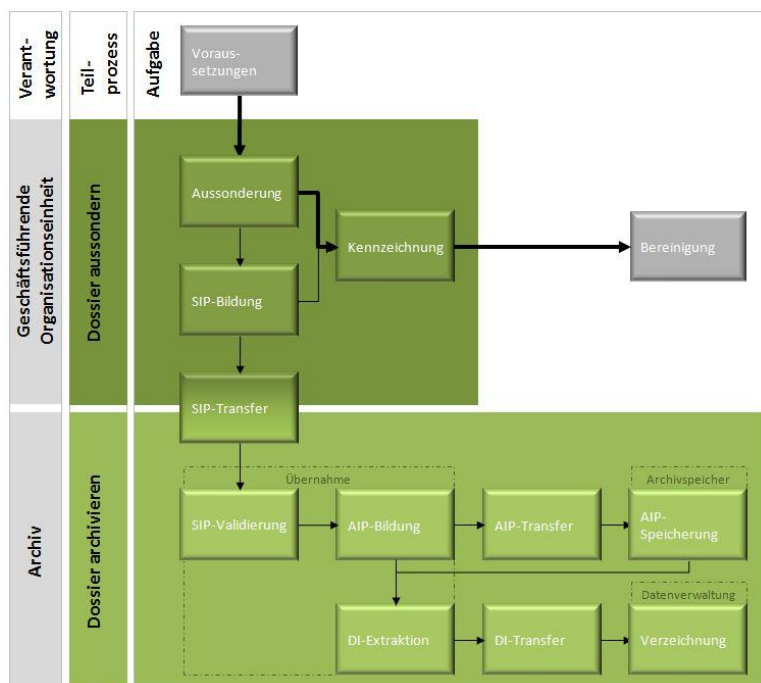 Verant-
wortung
Teil-
prozess
Aufgabe
Voraus-
setzungen
Geschäftsführende
Organisationseinheit
Dossier aussondern
Aussonderung
Kennzeichnung
Bereinigung
SIP-Bildung
SIP-Transfer
Archiv
Dossier archivieren
Übernahme
Archivspeicher
SIP-Validierung
AIP-Bildung
AIP-Transfer
AIP-
Speicherung
Datenverwaltung
DI-Extraktion
DI-Transfer
Verzeichnung